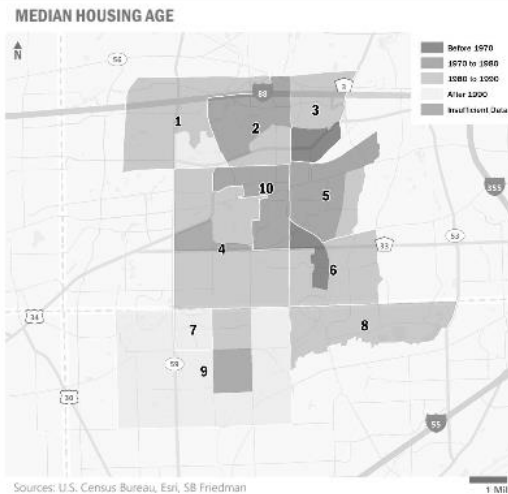 MEDIAN HOUSING AGE
N
56
88
3
Before 1970
1970 to 1980
1980 to 1990
After 1990
Insufficient Data
1
2
3
10
5
355
4
53
6
34
7
8
9
59
30
55
Sources: U.S. Census Bureau, Esri, SB Friedman
1 Mil